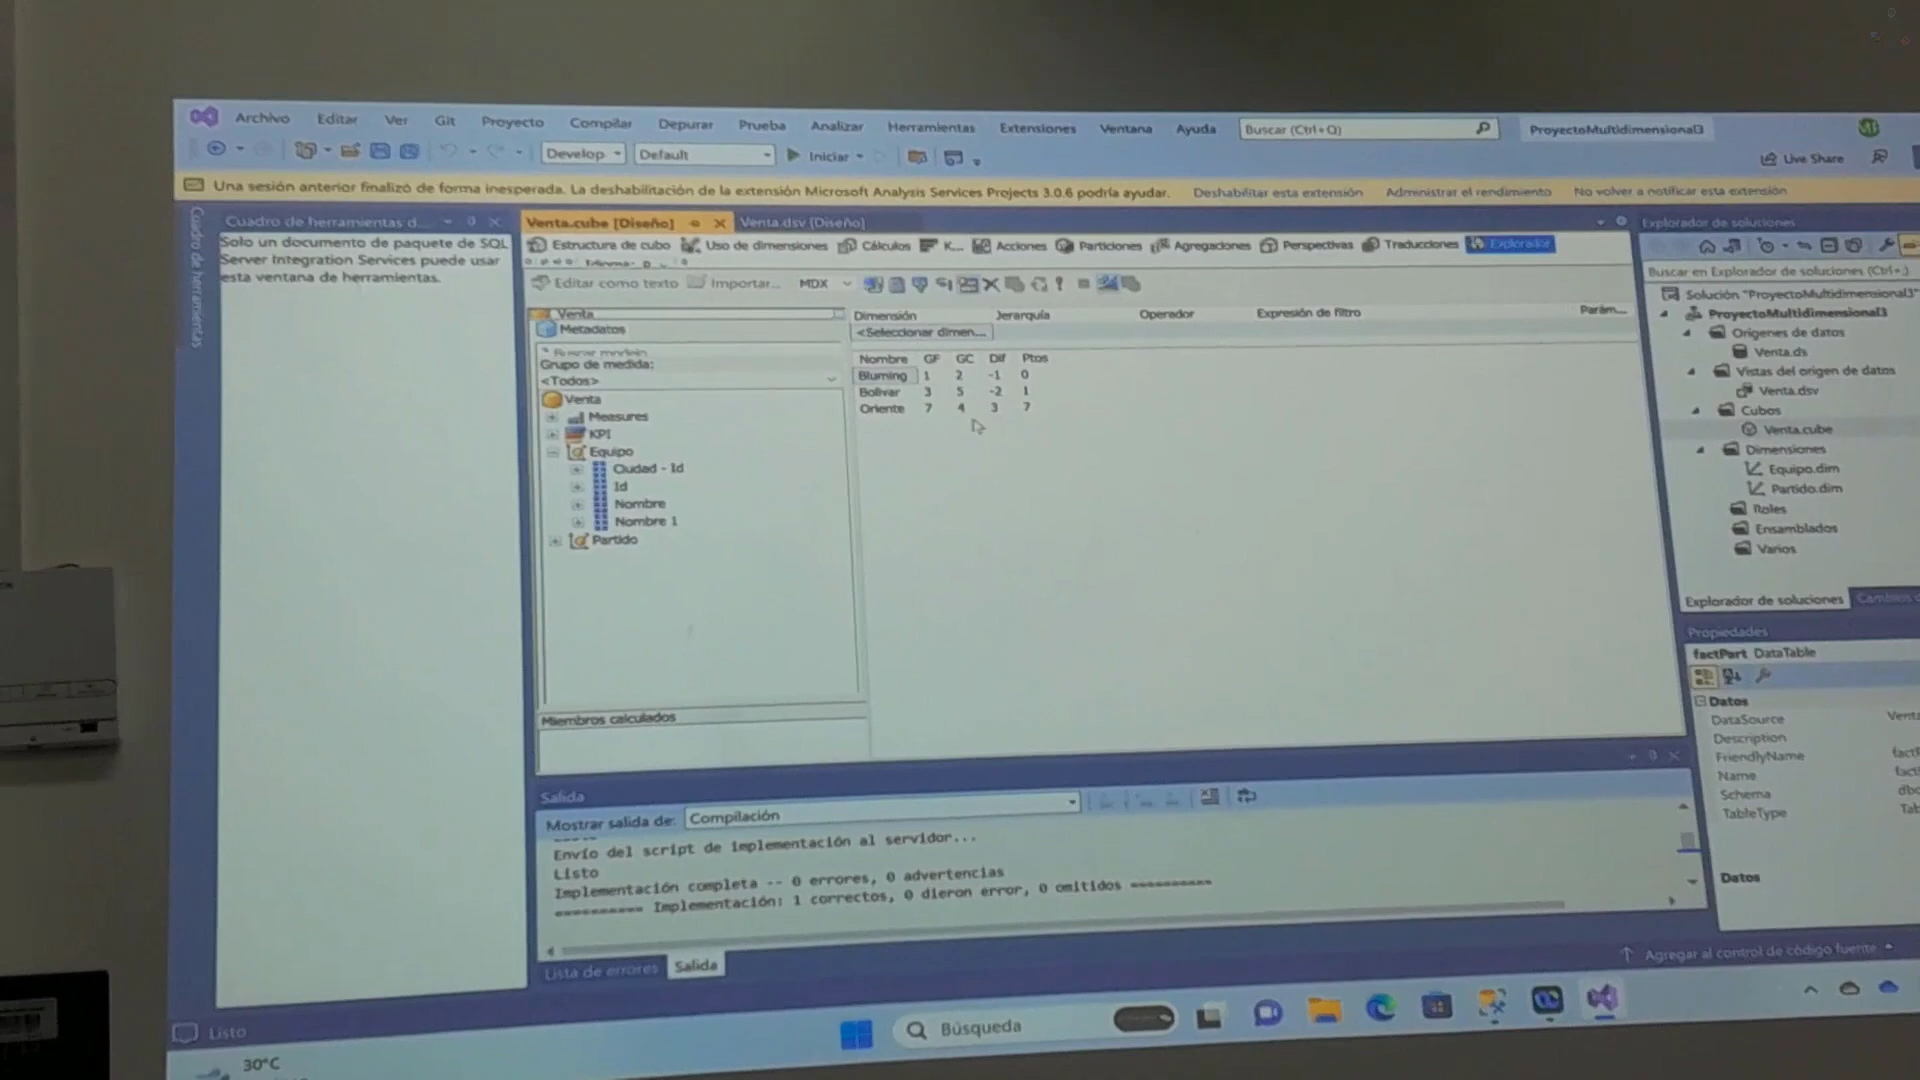 Archivo Editar Ver Git Proyecto Compilar Depurar Prueba Analizar Herramientas Extensiones Ventana Ayuda Buscar (Ctrl+Q) ProyectoMultidimensional3
Develop Default Iniciar Live Share
Una sesión anterior finalizó de forma inesperada. La deshabilitación de la extensión Microsoft Analysis Services Projects 3.0.6 podría ayudar. Deshabilitar esta extensión Administrar el rendimiento No volver a notificar esta extensión
Cuadro de herramientas
Cuadro de herramientas d...
Solo un documento de paquete de SQL
Server Integration Services puede usar
esta ventana de herramientas.
Venta.cube [Diseño] Venta.dsv [Diseño]
Estructura de cubo Uso de dimensiones Cálculos K... Acciones Particiones Agregaciones Perspectivas Traducciones Explorador
Editar como texto Importar... MDX
Venta
Metadatos
Grupo de medida:
<Todos>
Venta
Measures
KPI
Equipo
Ciudad - Id
Id
Nombre
Nombre 1
Partido
Miembros calculados
Dimensión Jerarquía Operador Expresión de filtro Parám...
<Seleccionar dimen...
Nombre GF GC Dif Ptos
Bluming 1 2 -1 0
Bolivar 3 5 -2 1
Oriente 7 4 3 7
Explorador de soluciones
Buscar en Explorador de soluciones (Ctrl+;)
Solución "ProyectoMultidimensional3"
ProyectoMultidimensional3
Orígenes de datos
Venta.ds
Vistas del origen de datos
Venta.dsv
Cubos
Venta.cube
Dimensiones
Equipo.dim
Partido.dim
Roles
Ensamblados
Varios
Explorador de soluciones Cambios d
Propiedades
factPart DataTable
Datos
DataSource Venta
Description
FriendlyName
Name
Schema dbo
TableType Tab
Datos
Salida
Mostrar salida de: Compilación
Envío del script de implementación al servidor...
Listo
Implementación completa -- 0 errores, 0 advertencias
========== Implementación: 1 correctos, 0 dieron error, 0 omitidos ==========
Lista de errores Salida
Agregar al control de código fuente
Listo
Búsqueda
30°C